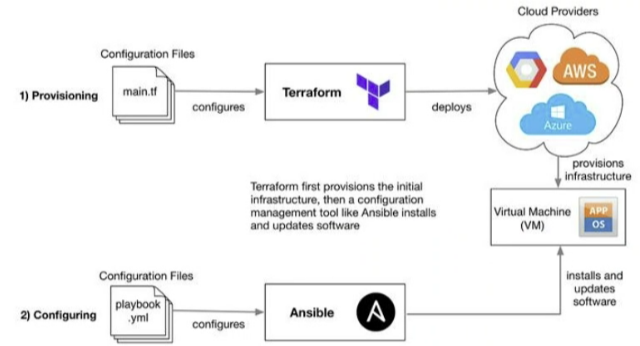 Cloud Providers
Configuration Files
1) Provisioning
main.tf
configures
Terraform
deploys
AWS
Azure
provisions
infrastructure
Terraform first provisions the initial
infrastructure, then a configuration
management tool like Ansible installs
and updates software
Virtual Machine
(VM)
APP
OS
Configuration Files
2) Configuring
playbook
.yml
configures
Ansible
installs and
updates
software